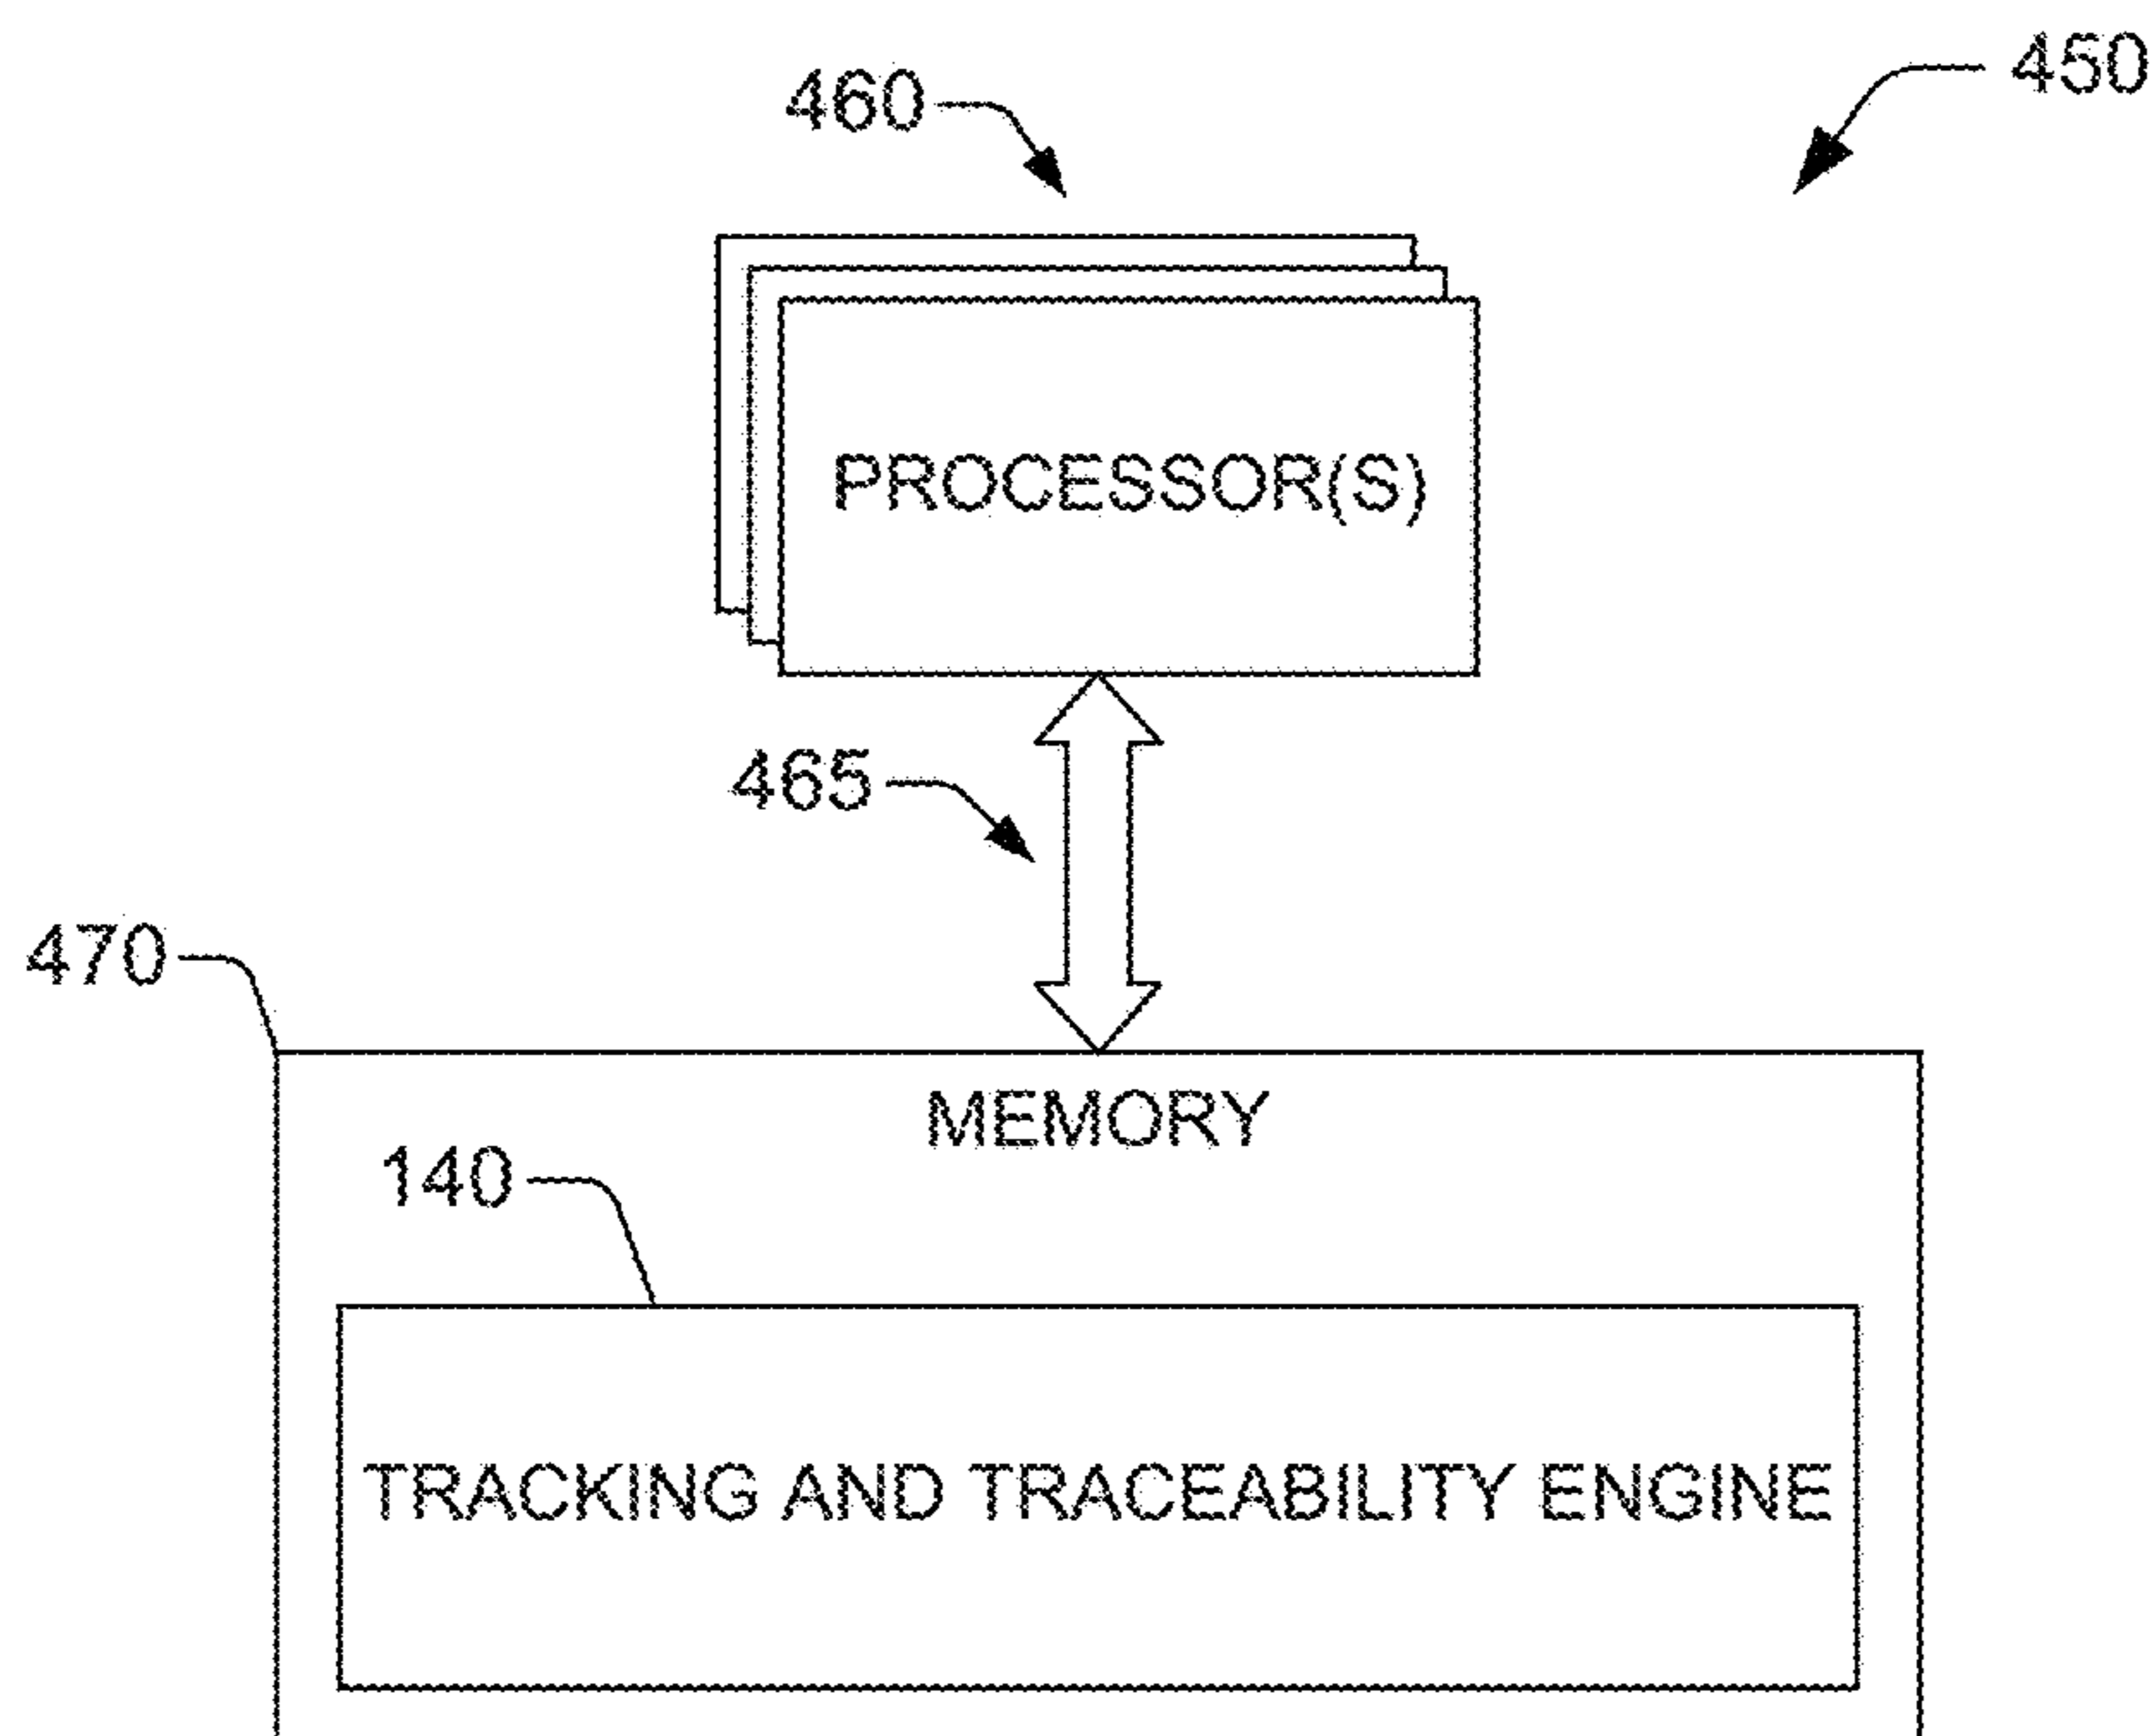 450
460
PROCESSOR(S)
465
470
MEMORY
140
TRACKING AND TRACEABILITY ENGINE